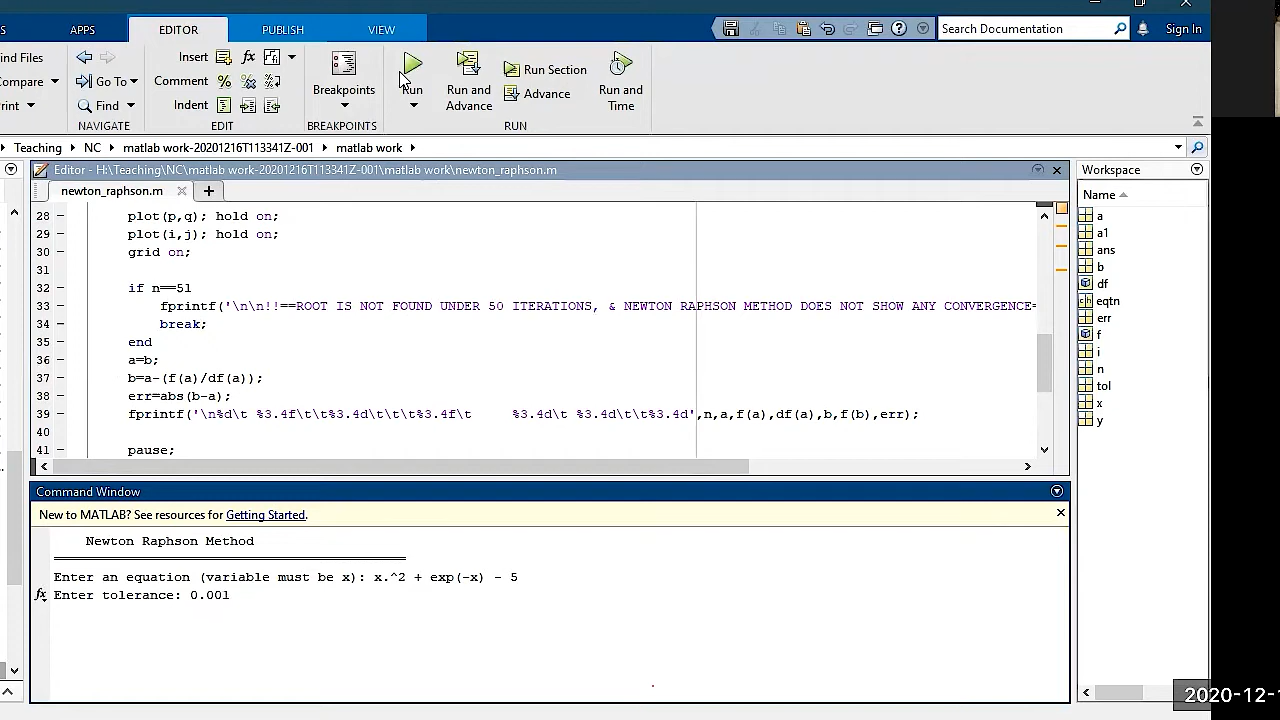 S APPS EDITOR PUBLISH VIEW Search Documentation Sign In
ind Files Insert fx Run Section
ompare Go To Comment % Breakpoints Run Run and Run and
rint Find Indent Advance Advance Time
NAVIGATE EDIT BREAKPOINTS RUN
Teaching NC matlab work-20201216T113341Z-001 matlab work
Editor - H:\Teaching\NC\matlab work-20201216T113341Z-001\matlab work\newton_raphson.m
newton_raphson.m
28 - plot(p,q); hold on;
29 - plot(i,j); hold on;
30 - grid on;
31
32 - if n==51
33 - fprintf('\n\n!!==ROOT IS NOT FOUND UNDER 50 ITERATIONS, & NEWTON RAPHSON METHOD DOES NOT SHOW ANY CONVERGENCE=
34 - break;
35 - end
36 - a=b;
37 - b=a-(f(a)/df(a));
38 - err=abs(b-a);
39 - fprintf('\n%d\t %3.4f\t\t%3.4d\t\t\t%3.4f\t %3.4d\t %3.4d\t\t%3.4d',n,a,f(a),df(a),b,f(b),err);
40
41 - pause;
Workspace
Name
a
a1
ans
b
df
eqtn
err
f
i
n
tol
x
y
Command Window
New to MATLAB? See resources for Getting Started.
Newton Raphson Method
Enter an equation (variable must be x): x.^2 + exp(-x) - 5
fx Enter tolerance: 0.001
2020-12-1